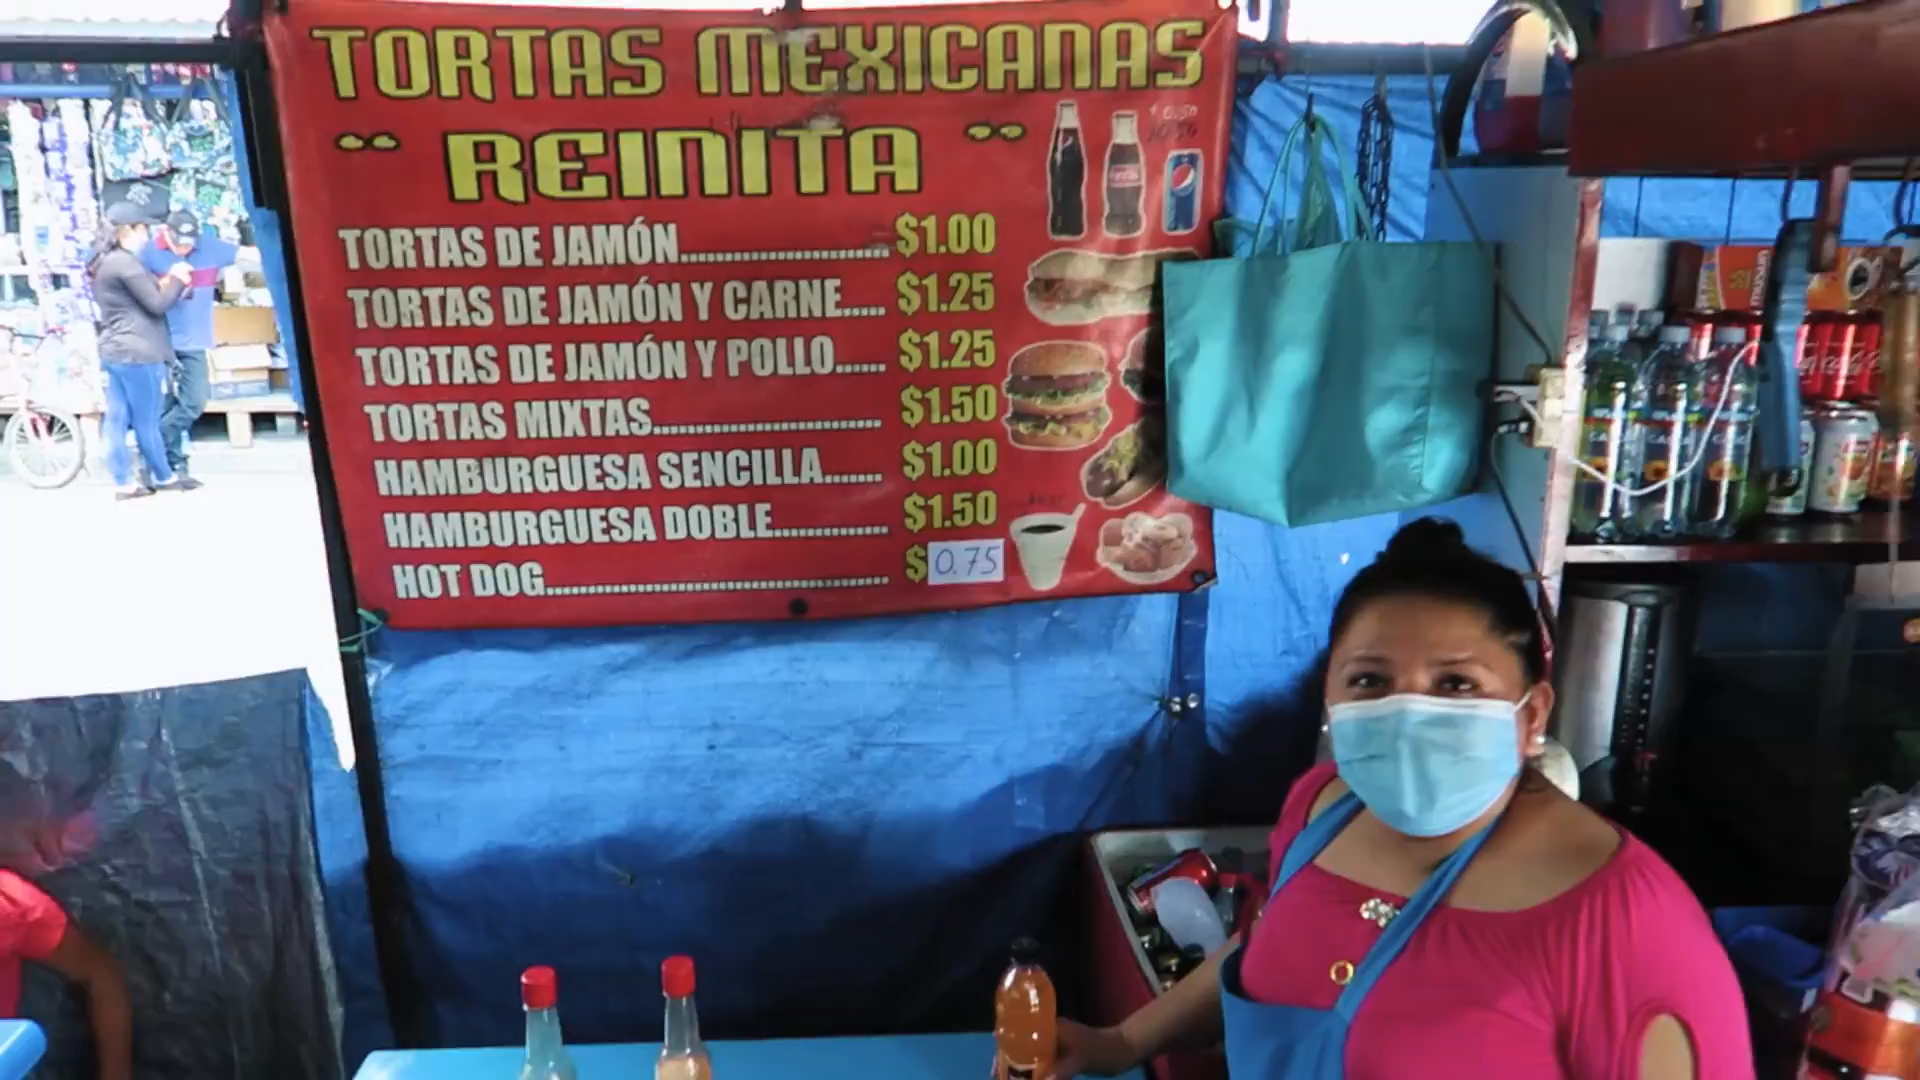 TORTAS MEXICANAS
¨ REINITA ¨
TORTAS DE JAMÓN....................... $1.00
TORTAS DE JAMÓN Y CARNE..... $1.25
TORTAS DE JAMÓN Y POLLO...... $1.25
TORTAS MIXTAS......................... $1.50
HAMBURGUESA SENCILLA....... $1.00
HAMBURGUESA DOBLE............. $1.50
HOT DOG...................................... $0.75